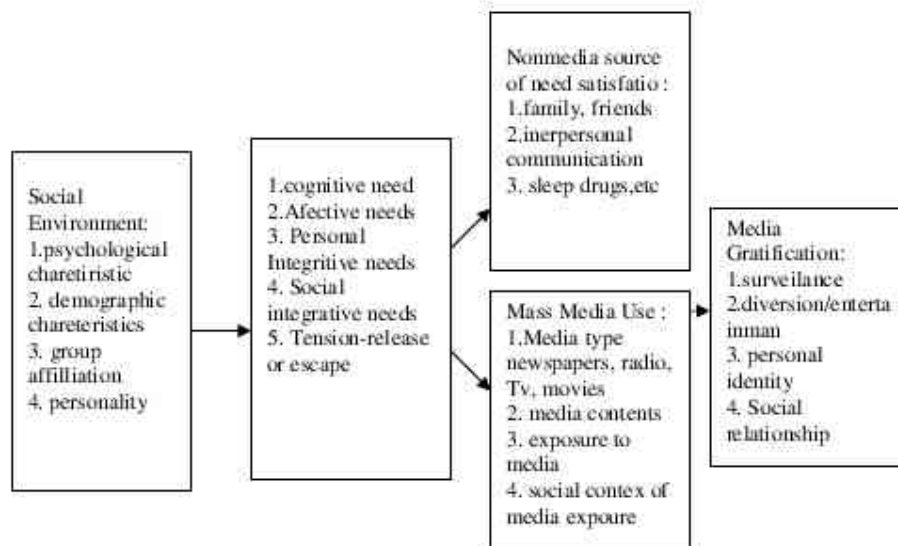 Social
Environment:
1.psychological
charetiristic
2. demographic
chareteristics
3. group
affilliation
4. personality
1.cognitive need
2.Afective needs
3. Personal
Integritive needs
4. Social
integrative needs
5. Tension-release
or escape
Nonmedia source
of need satisfatio :
1.family, friends
2.inerpersonal
communication
3. sleep drugs,etc
Mass Media Use :
1.Media type
newspapers, radio,
Tv, movies
2. media contents
3. exposure to
media
4. social contex of
media expoure
Media
Gratification:
1.surveilance
2.diversion/enterta
inman
3. personal
identity
4. Social
relationship